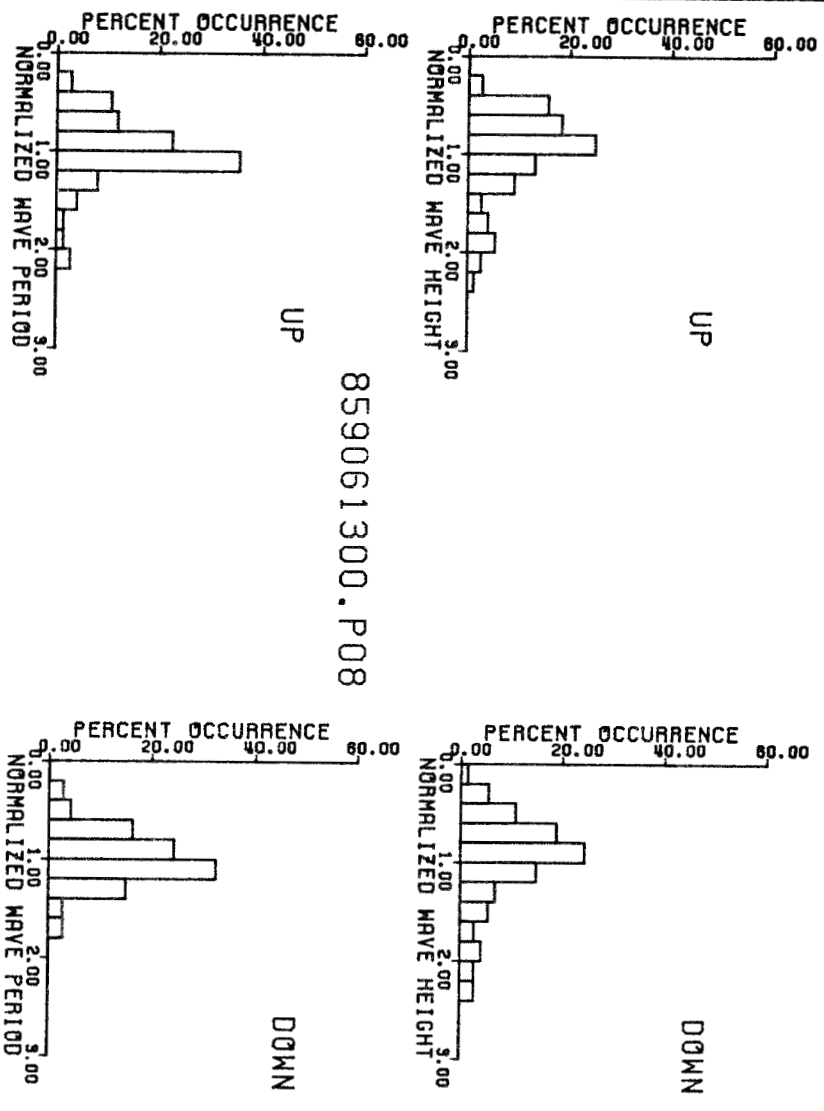 PERCENT OCCURRENCE
0.00 20.00 40.00 60.00
0.00 1.00 2.00 3.00
NORMALIZED WAVE PERIOD
UP
PERCENT OCCURRENCE
0.00 20.00 40.00 60.00
0.00 1.00 2.00 3.00
NORMALIZED WAVE HEIGHT
UP
859061300.P08
PERCENT OCCURRENCE
0.00 20.00 40.00 60.00
0.00 1.00 2.00 3.00
NORMALIZED WAVE PERIOD
DOWN
PERCENT OCCURRENCE
0.00 20.00 40.00 60.00
0.00 1.00 2.00 3.00
NORMALIZED WAVE HEIGHT
DOWN